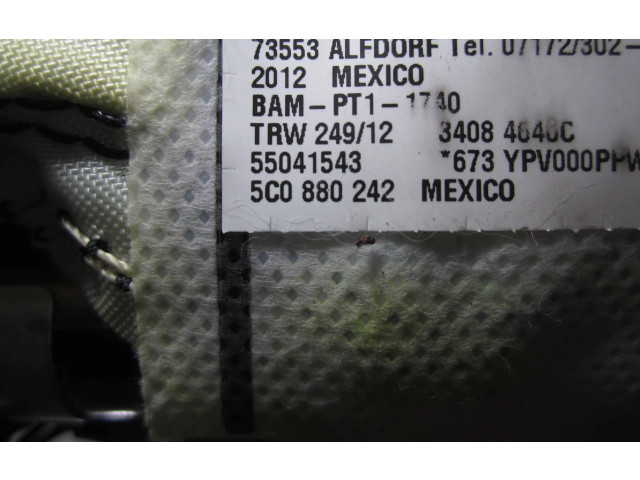 73553 ALFDORF Tel. 07172/302-
2012 MEXICO
BAM-PT1-1740
TRW 249/12 3408 4848C
55041543 *673 YPV000PPW
5C0 880 242 MEXICO